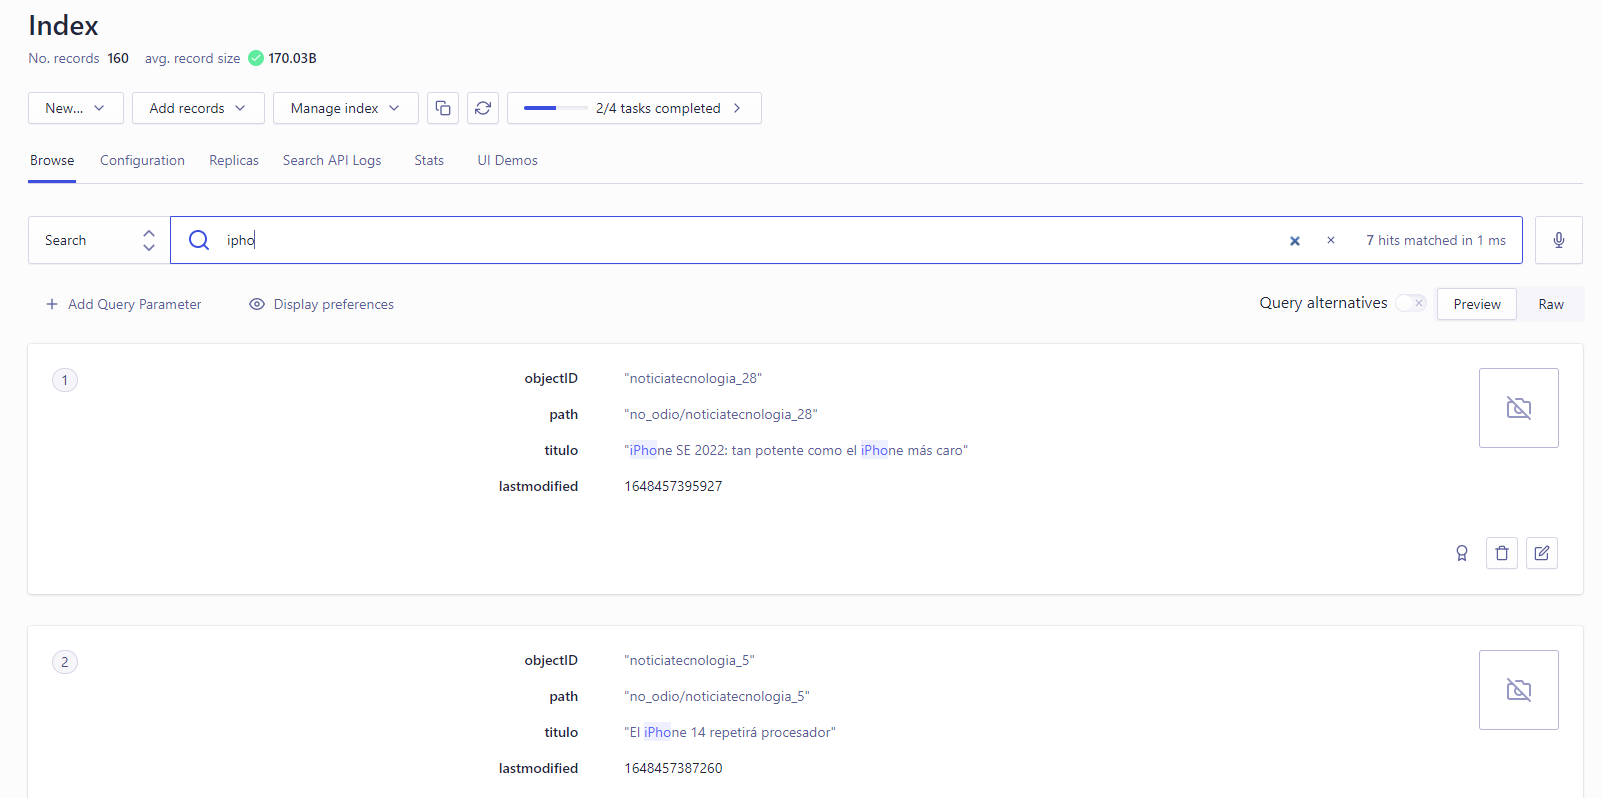 Index
No. records 160 avg. record size 170.03B
New... Add records Manage index 2/4 tasks completed
Browse Configuration Replicas Search API Logs Stats UI Demos
Search ipho 7 hits matched in 1 ms
Add Query Parameter Display preferences Query alternatives Preview Raw
1 objectID "noticiatecnologia_28"
path "no_odio/noticiatecnologia_28"
titulo "iPhone SE 2022: tan potente como el iPhone más caro"
lastmodified 1648457395927
2 objectID "noticiatecnologia_5"
path "no_odio/noticiatecnologia_5"
titulo "El iPhone 14 repetirá procesador"
lastmodified 1648457387260